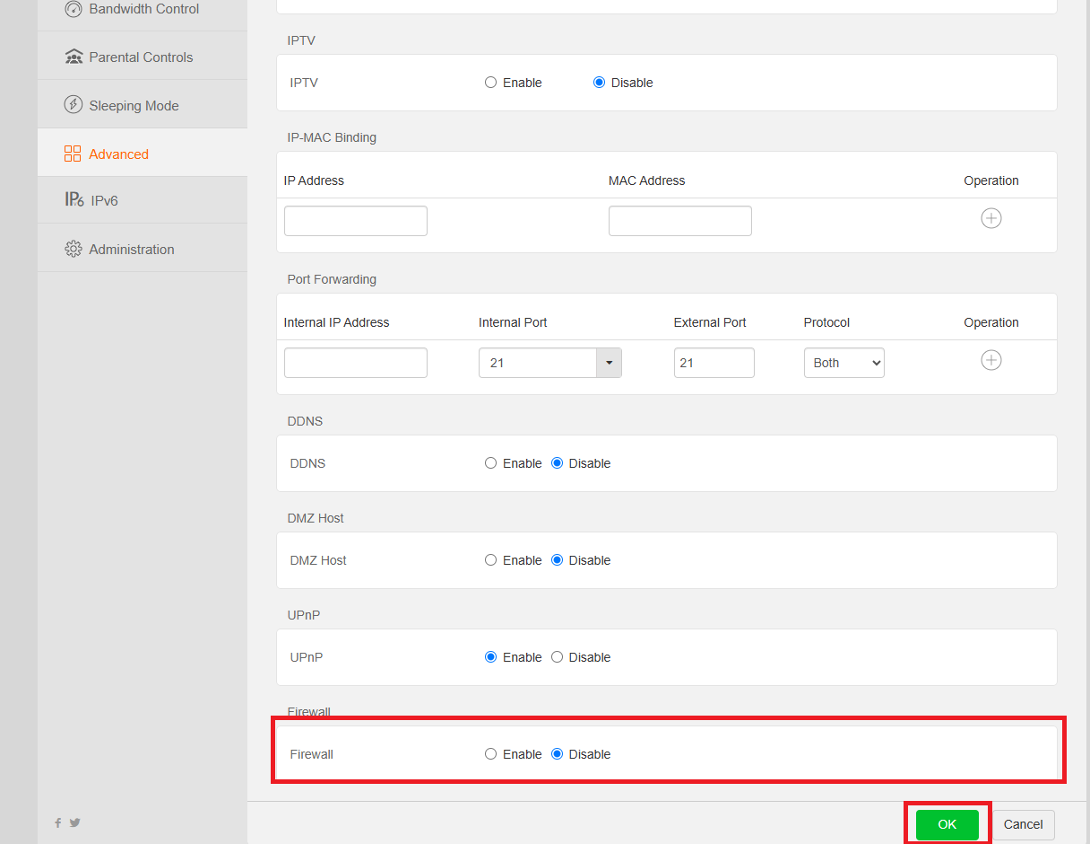 Bandwidth Control
Parental Controls
Sleeping Mode
Advanced
IPv6 IPv6
Administration
IPTV
IPTV Enable Disable
IP-MAC Binding
IP Address MAC Address Operation
Port Forwarding
Internal IP Address Internal Port External Port Protocol Operation
21 21 Both
DDNS
DDNS Enable Disable
DMZ Host
DMZ Host Enable Disable
UPnP
UPnP Enable Disable
Firewall
Firewall Enable Disable
OK Cancel